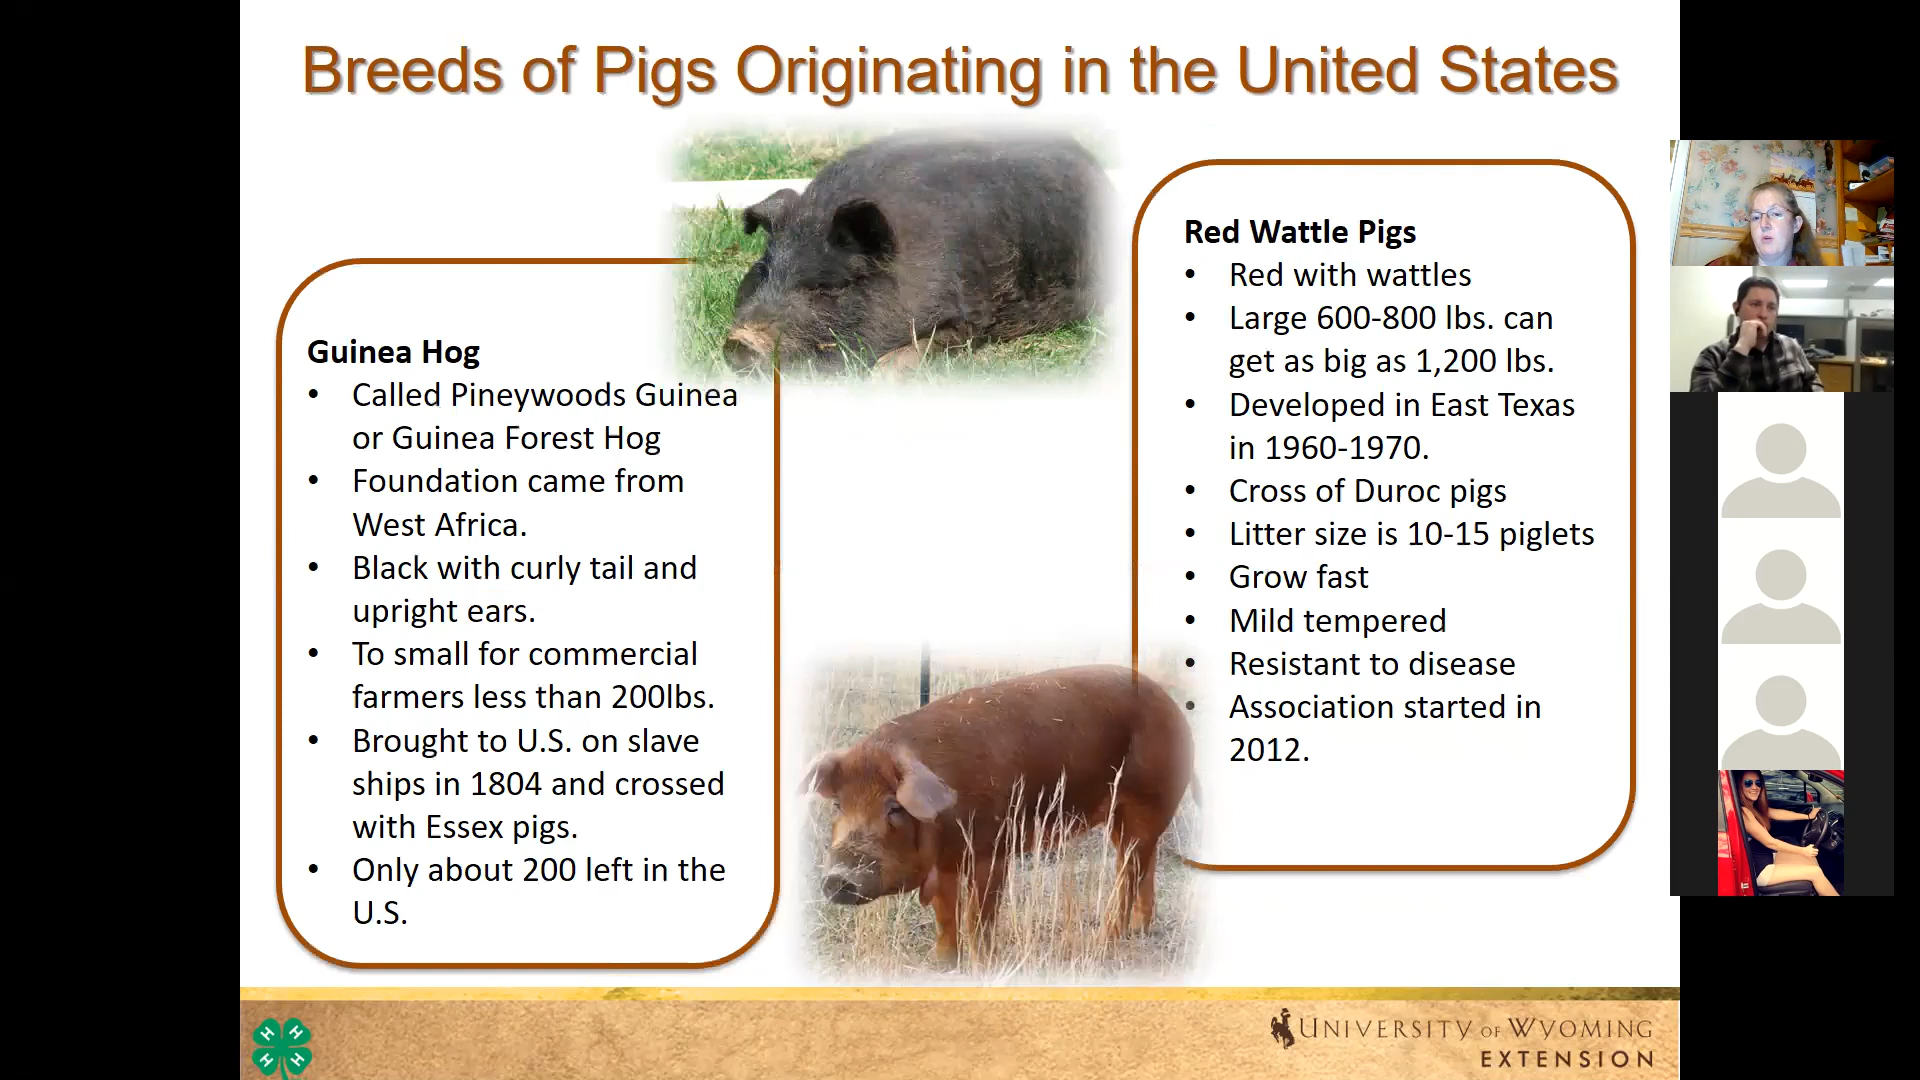 Breeds of Pigs Originating in the United States
Guinea Hog
• Called Pineywoods Guinea
or Guinea Forest Hog
• Foundation came from
West Africa.
• Black with curly tail and
upright ears.
• To small for commercial
farmers less than 200lbs.
• Brought to U.S. on slave
ships in 1804 and crossed
with Essex pigs.
• Only about 200 left in the
U.S.
Red Wattle Pigs
• Red with wattles
• Large 600-800 lbs. can
get as big as 1,200 lbs.
• Developed in East Texas
in 1960-1970.
• Cross of Duroc pigs
• Litter size is 10-15 piglets
• Grow fast
• Mild tempered
• Resistant to disease
• Association started in
2012.
H H
H H
UNIVERSITY OF WYOMING
EXTENSION